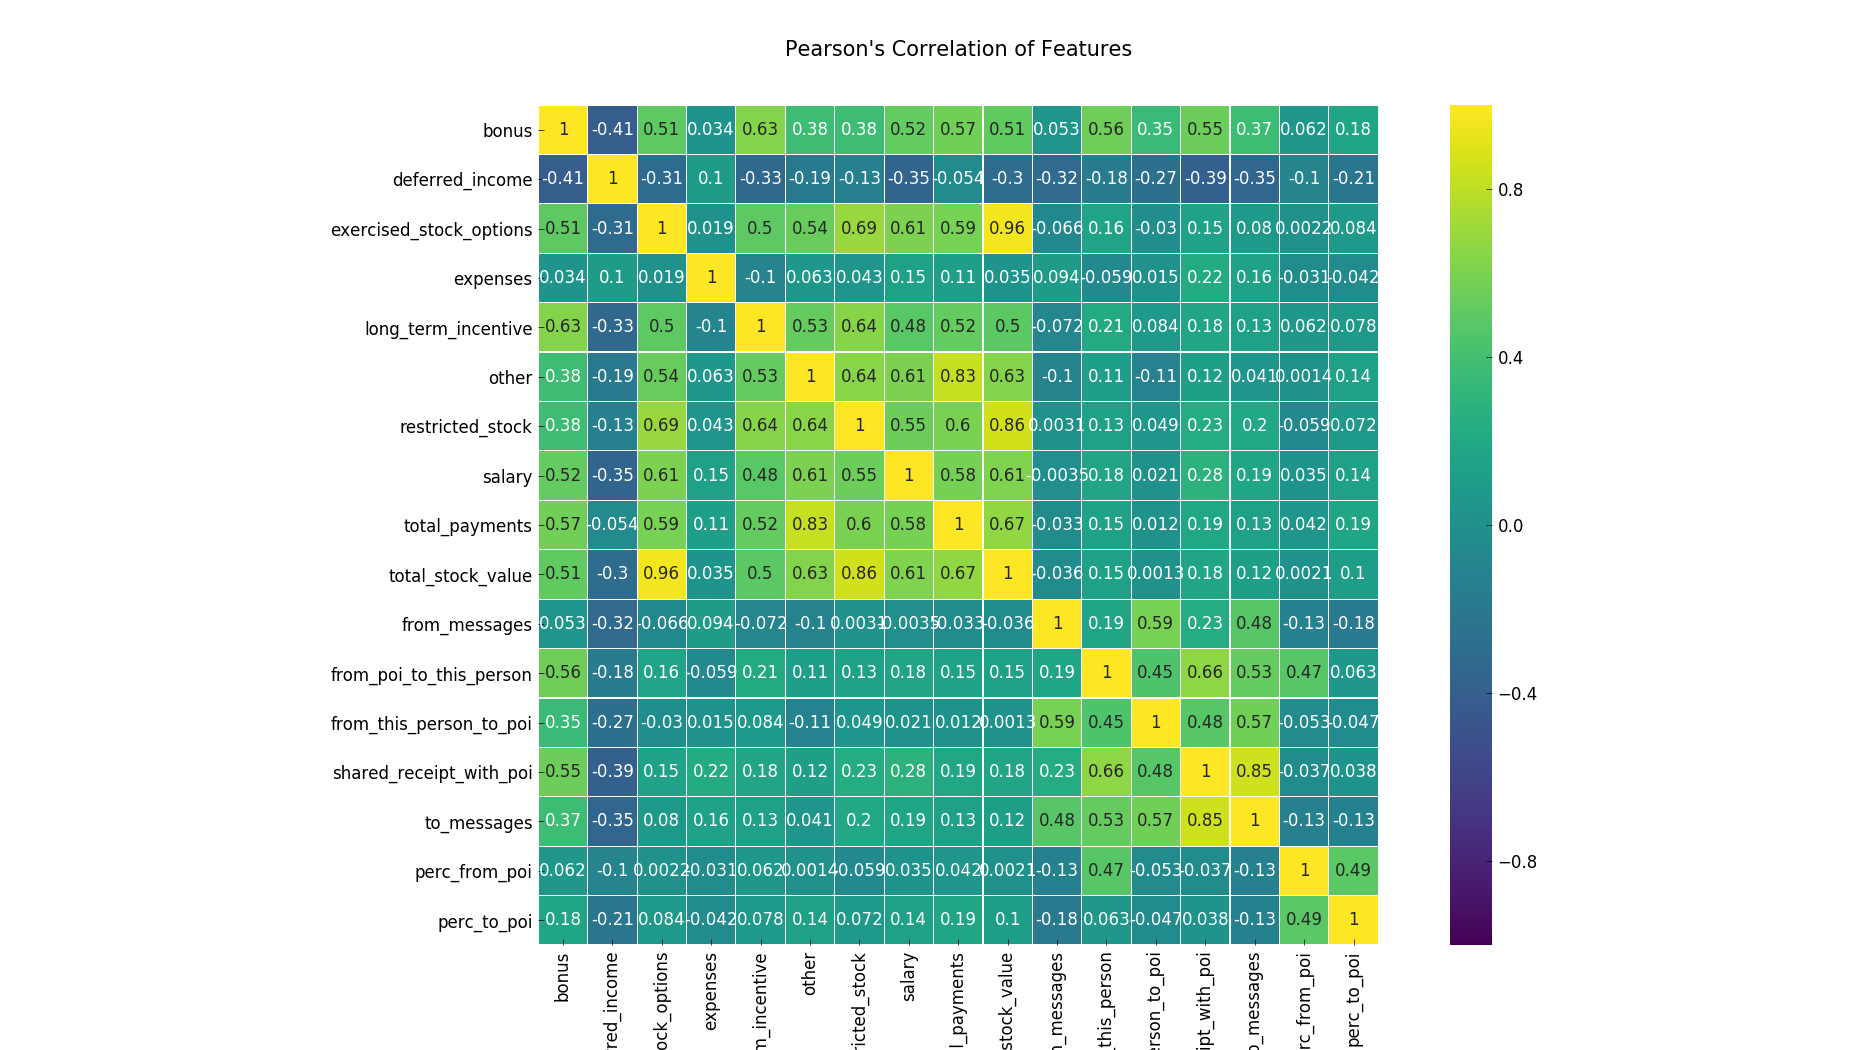 Pearson's Correlation of Features
bonus 1 -0.41 0.51 0.034 0.63 0.38 0.38 0.52 0.57 0.51 0.053 0.56 0.35 0.55 0.37 0.062 0.18
deferred_income -0.41 1 -0.31 0.1 -0.33 -0.19 -0.13 -0.35 -0.054 -0.3 -0.32 -0.18 -0.27 -0.39 -0.35 -0.1 -0.21
0.8
exercised_stock_options 0.51 -0.31 1 0.019 0.5 0.54 0.69 0.61 0.59 0.96 -0.066 0.16 -0.03 0.15 0.08 0.0022 0.084
expenses 0.034 0.1 0.019 1 -0.1 0.063 0.043 0.15 0.11 0.035 0.094 -0.059 0.015 0.22 0.16 -0.031 -0.042
long_term_incentive 0.63 -0.33 0.5 -0.1 1 0.53 0.64 0.48 0.52 0.5 -0.072 0.21 0.084 0.18 0.13 0.062 0.078
0.4
other 0.38 -0.19 0.54 0.063 0.53 1 0.64 0.61 0.83 0.63 -0.1 0.11 -0.11 0.12 0.041 0.0014 0.14
restricted_stock 0.38 -0.13 0.69 0.043 0.64 0.64 1 0.55 0.6 0.86 0.0031 0.13 0.049 0.23 0.2 -0.059 0.072
salary 0.52 -0.35 0.61 0.15 0.48 0.61 0.55 1 0.58 0.61 -0.0035 0.18 0.021 0.28 0.19 0.035 0.14
total_payments 0.57 -0.054 0.59 0.11 0.52 0.83 0.6 0.58 1 0.67 -0.033 0.15 0.012 0.19 0.13 0.042 0.19
0.0
total_stock_value 0.51 -0.3 0.96 0.035 0.5 0.63 0.86 0.61 0.67 1 -0.036 0.15 0.0013 0.18 0.12 0.0021 0.1
from_messages 0.053 -0.32 -0.066 0.094 -0.072 -0.1 0.0031 -0.0035 -0.033 -0.036 1 0.19 0.59 0.23 0.48 -0.13 -0.18
from_poi_to_this_person 0.56 -0.18 0.16 -0.059 0.21 0.11 0.13 0.18 0.15 0.15 0.19 1 0.45 0.66 0.53 0.47 0.063
−0.4
from_this_person_to_poi 0.35 -0.27 -0.03 0.015 0.084 -0.11 0.049 0.021 0.012 0.0013 0.59 0.45 1 0.48 0.57 -0.053 -0.047
shared_receipt_with_poi 0.55 -0.39 0.15 0.22 0.18 0.12 0.23 0.28 0.19 0.18 0.23 0.66 0.48 1 0.85 -0.037 0.038
to_messages 0.37 -0.35 0.08 0.16 0.13 0.041 0.2 0.19 0.13 0.12 0.48 0.53 0.57 0.85 1 -0.13 -0.13
−0.8
perc_from_poi 0.062 -0.1 0.0022 -0.031 0.062 0.0014 -0.059 0.035 0.042 0.0021 -0.13 0.47 -0.053 -0.037 -0.13 1 0.49
perc_to_poi 0.18 -0.21 0.084 -0.042 0.078 0.14 0.072 0.14 0.19 0.1 -0.18 0.063 -0.047 0.038 -0.13 0.49 1
bonus
red_income
ock_options
expenses
m_incentive
other
ricted_stock
salary
l_payments
stock_value
n_messages
_this_person
erson_to_poi
ipt_with_poi
o_messages
rc_from_poi
perc_to_poi